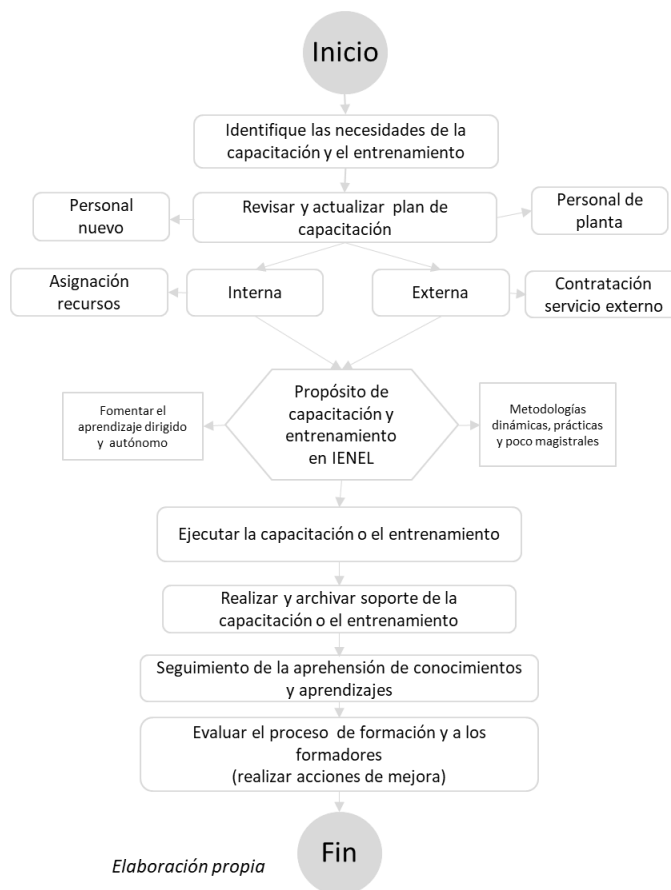 Inicio
Identifique las necesidades de la
capacitación y el entrenamiento
Personal
nuevo
Revisar y actualizar plan de
capacitación
Personal de
planta
Asignación
recursos
Interna
Externa
Contratación
servicio externo
Fomentar el
aprendizaje dirigido
y autónomo
Propósito de
capacitación y
entrenamiento
en IENEL
Metodologías
dinámicas, prácticas
y poco magistrales
Ejecutar la capacitación o el entrenamiento
Realizar y archivar soporte de la
capacitación o el entrenamiento
Seguimiento de la aprehensión de conocimientos
y aprendizajes
Evaluar el proceso de formación y a los
formadores
(realizar acciones de mejora)
Fin
Elaboración propia